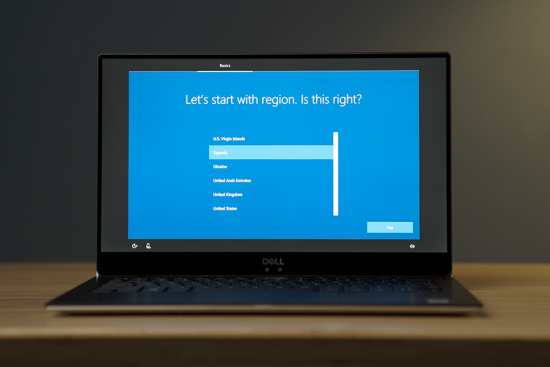 Basics
Let's start with region. Is this right?
U.S. Virgin Islands
Uganda
Ukraine
United Arab Emirates
United Kingdom
United States
Yes
DELL